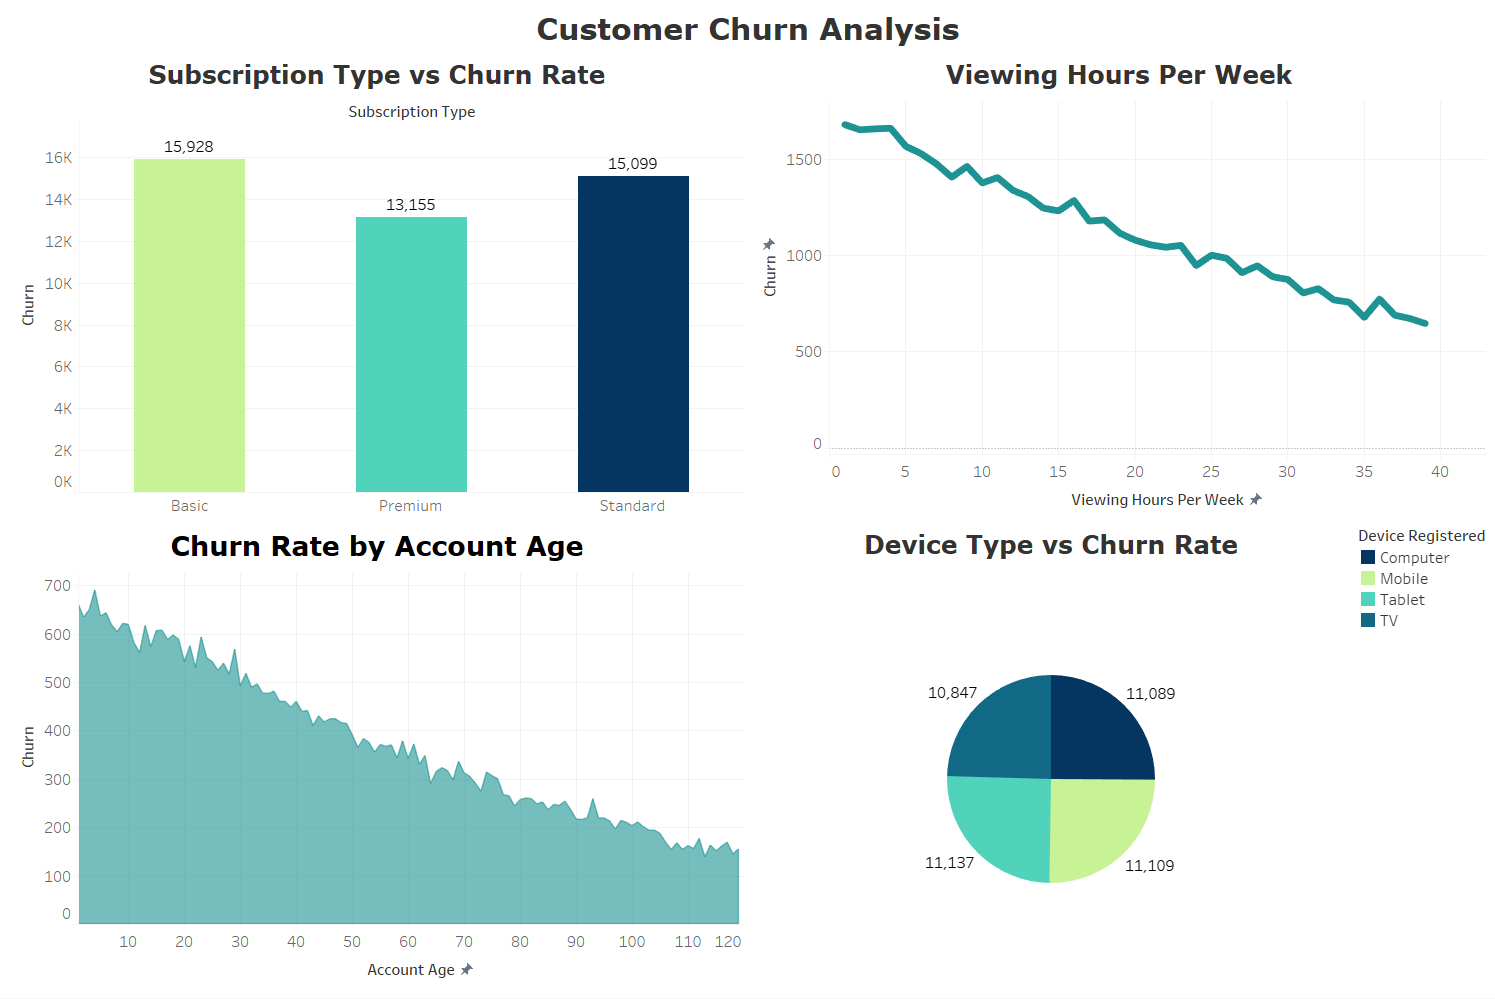 Customer Churn Analysis
Subscription Type vs Churn Rate
Subscription Type
Churn
16K
14K
12K
10K
8K
6K
4K
2K
0K
15,928
13,155
15,099
Basic
Premium
Standard
Viewing Hours Per Week
Churn
1500
1000
500
0
0 5 10 15 20 25 30 35 40
Viewing Hours Per Week
Churn Rate by Account Age
Churn
700
600
500
400
300
200
100
0
10 20 30 40 50 60 70 80 90 100 110 120
Account Age
Device Type vs Churn Rate
Device Registered
Computer
Mobile
Tablet
TV
10,847
11,089
11,137
11,109